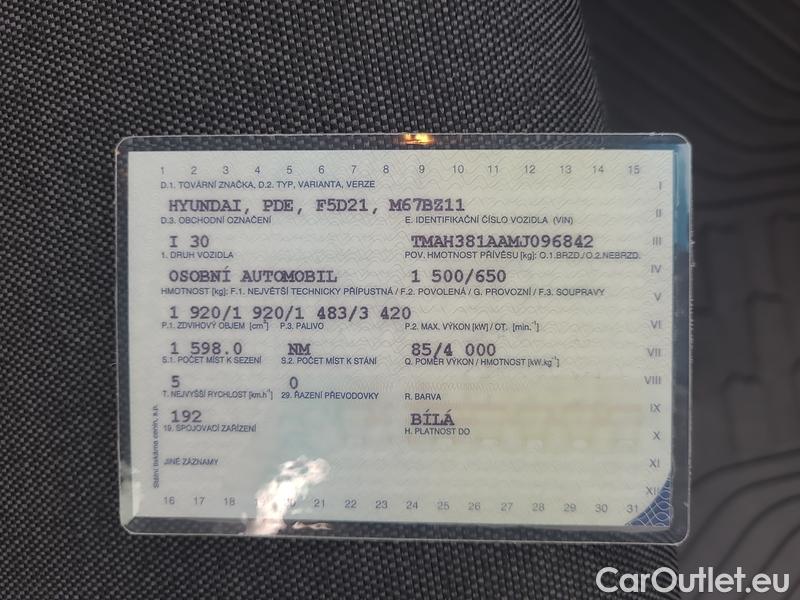 1 2 3 4 5 6 7 8 9 10 11 12 13 14 15
D.1. TOVÁRNÍ ZNAČKA, D.2. TYP, VARIANTA, VERZE I
HYUNDAI, PDE, F5D21, M67BZ11
D.3. OBCHODNÍ OZNAČENÍ E. IDENTIFIKAČNÍ ČÍSLO VOZIDLA (VIN) II
I 30 TMAH381AAMJ096842 III
1. DRUH VOZIDLA POV. HMOTNOST PŘÍVĚSU [kg]: O.1.BRZD./O.2.NEBRZD.
OSOBNÍ AUTOMOBIL 1 500/650 IV
HMOTNOST [kg]: F.1. NEJVĚTŠÍ TECHNICKY PŘÍPUSTNÁ / F.2. POVOLENÁ / G. PROVOZNÍ / F.3. SOUPRAVY V
1 920/1 920/1 483/3 420
P.1. ZDVIHOVÝ OBJEM [cm³] P.3. PALIVO P.2. MAX. VÝKON [kW] / OT. [min.⁻¹] VI
1 598.0 NM 85/4 000 VII
S.1. POČET MÍST K SEZENÍ S.2. POČET MÍST K STÁNÍ Q. POMĚR VÝKON / HMOTNOST [kW.kg⁻¹]
5 0 VIII
T. NEJVYŠŠÍ RYCHLOST [km.h⁻¹] 29. ŘAZENÍ PŘEVODOVKY R. BARVA
192 BÍLÁ IX
19. SPOJOVACÍ ZAŘÍZENÍ H. PLATNOST DO X
JINÉ ZÁZNAMY XI
XII
Státní tiskárna cenin, s.p.
16 17 18 20 21 22 23 24 25 26 27 28 29 30 31
CarOutlet.eu